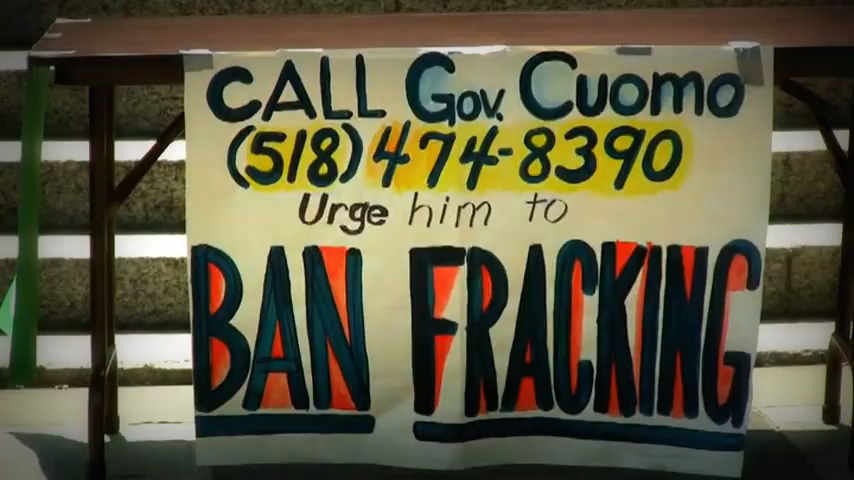 CALL Gov. Cuomo
(518) 474-8390
Urge him to
BAN FRACKING